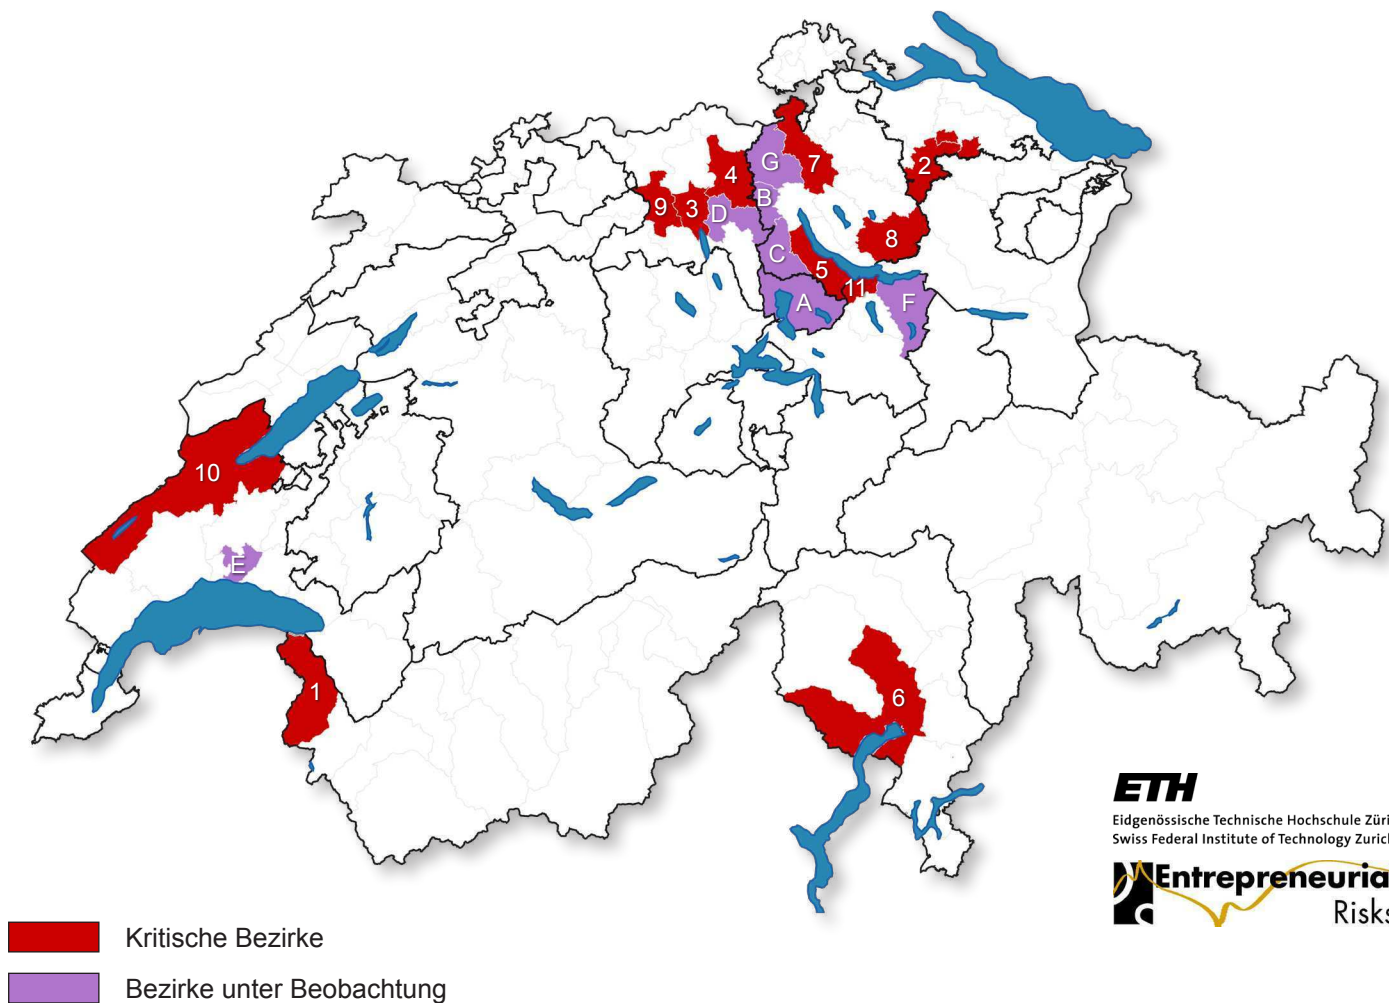 G
7
2
4
B
9
3
D
8
C
5
11
A
F
10
E
1
6
ETH
Eidgenössische Technische Hochschule Züri
Swiss Federal Institute of Technology Zurich
Entrepreneurial
Risks
Kritische Bezirke
Bezirke unter Beobachtung